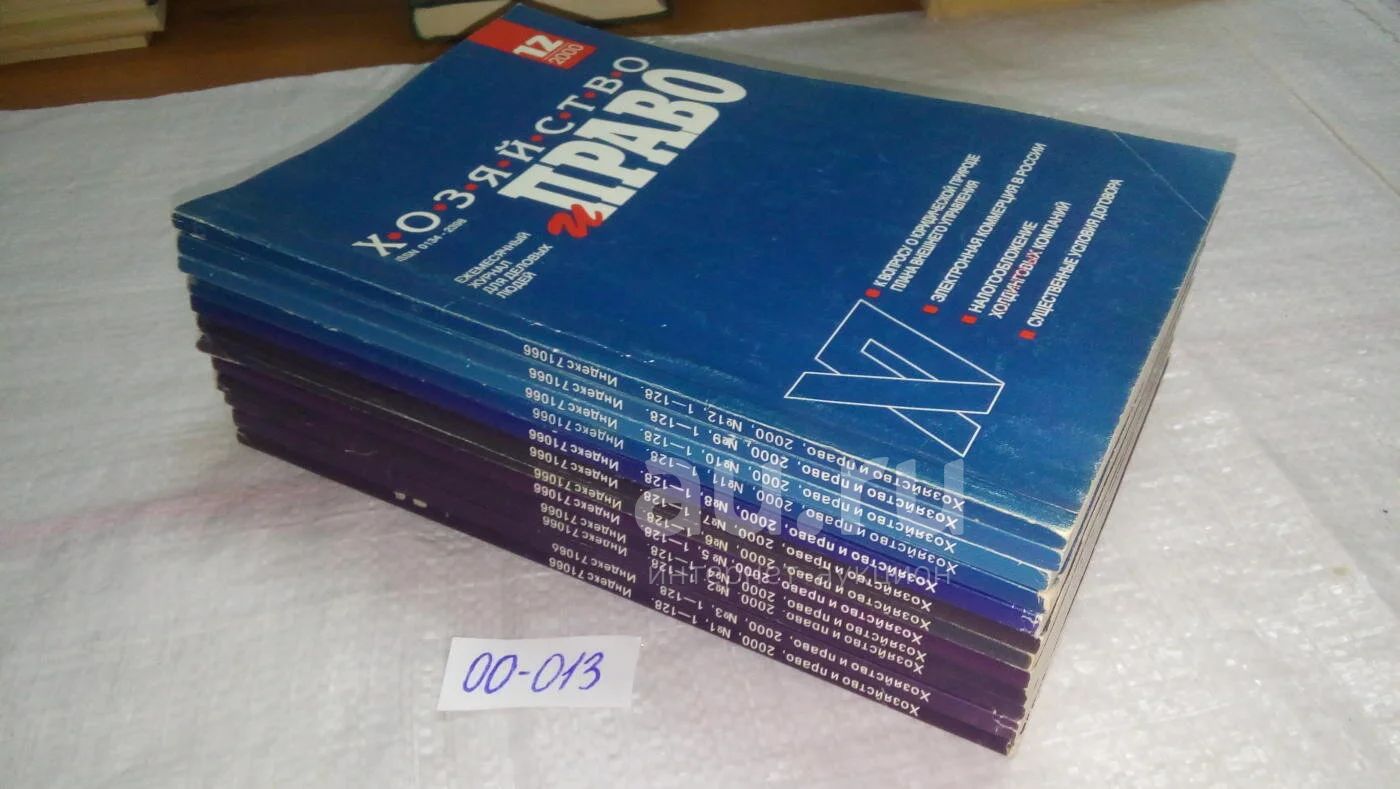 12
2000
Х•О•З•Я•Й•С•Т•В•О
и ПРАВО
ISSN 0134-2398
ЕЖЕМЕСЯЧНЫЙ
ЖУРНАЛ
ДЛЯ ДЕЛОВЫХ
ЛЮДЕЙ
К ВОПРОСУ О ЮРИДИЧЕСКОЙ ПРИРОДЕ
ПЛАНА ВНЕШНЕГО УПРАВЛЕНИЯ
ЭЛЕКТРОННАЯ КОММЕРЦИЯ В РОССИИ
НАЛОГООБЛОЖЕНИЕ
ХОЛДИНГОВЫХ КОМПАНИЙ
СУЩЕСТВЕННЫЕ УСЛОВИЯ ДОГОВОРА
Хозяйство и право, 2000, №12, 1—128. Индекс 71066
Хозяйство и право, 2000, №9, 1—128. Индекс 71066
Хозяйство и право, 2000, №10, 1—128. Индекс 71066
Хозяйство и право, 2000, №11, 1—128. Индекс 71066
Хозяйство и право, 2000, №8, 1—128. Индекс 71066
Хозяйство и право, 2000, №7, 1—128. Индекс 71066
Хозяйство и право, 2000, №6, 1—128. Индекс 71066
Хозяйство и право, 2000, №5, 1—128. Индекс 71066
Хозяйство и право, 2000, №2, 1—128. Индекс 71066
Хозяйство и право, 2000, №3, 1—128. Индекс 71066
Хозяйство и право, 2000, №1, 1—128. Индекс 71066
au.ru
интернет аукцион
00-013